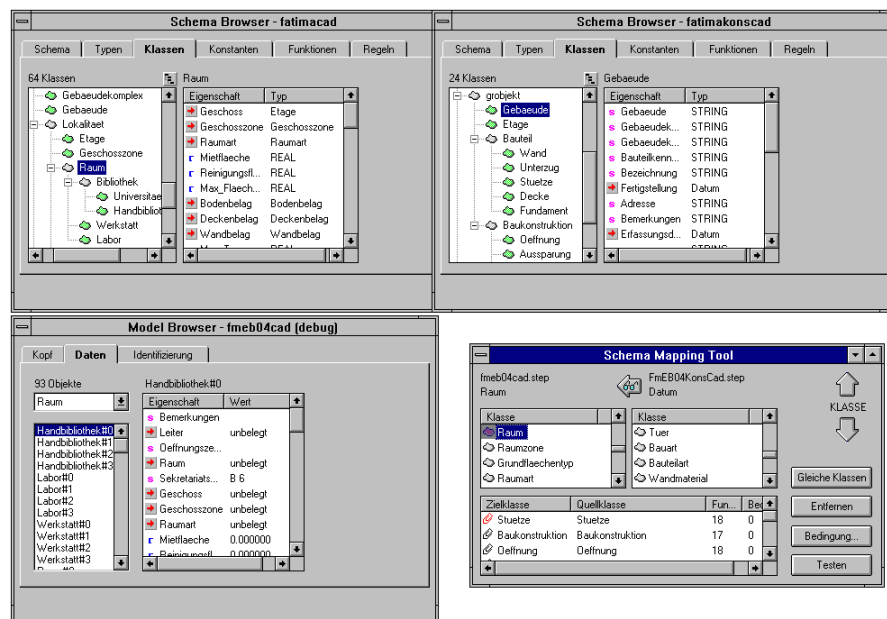 Schema Browser - fatimacad
Schema Typen Klassen Konstanten Funktionen Regeln
64 Klassen
Gebaeudekomplex
Gebaeude
Lokalitaet
Etage
Geschosszone
Raum
Bibliothek
Universitae
Handbibliot
Werkstatt
Labor
Raum
Eigenschaft Typ
Geschoss Etage
Geschosszone Geschosszone
Raumart Raumart
r Mietflaeche REAL
r Reinigungsfl... REAL
r Max_Flaech... REAL
Bodenbelag Bodenbelag
Deckenbelag Deckenbelag
Wandbelag Wandbelag
REAL
Schema Browser - fatimakonscad
Schema Typen Klassen Konstanten Funktionen Regeln
24 Klassen
grobjekt
Gebaeude
Etage
Bauteil
Wand
Unterzug
Stuetze
Decke
Fundament
Baukonstruktion
Oeffnung
Aussparung
Gebaeude
Eigenschaft Typ
s Gebaeude STRING
s Gebaeudek... STRING
s Gebaeudek... STRING
s Bauteilkenn... STRING
s Bezeichnung STRING
Fertigstellung Datum
s Adresse STRING
s Bemerkungen STRING
Erfassungsd... Datum
STRING
Model Browser - fmeb04cad (debug)
Kopf Daten Identifizierung
93 Objekte
Raum
Handbibliothek#0
Handbibliothek#1
Handbibliothek#2
Handbibliothek#3
Labor#0
Labor#1
Labor#2
Labor#3
Werkstatt#0
Werkstatt#1
Werkstatt#2
Werkstatt#3
Handbibliothek#0
Eigenschaft Wert
s Bemerkungen
Leiter unbelegt
s Oeffnungsze...
Raum unbelegt
s Sekretariats... B 6
Geschoss unbelegt
Geschosszone unbelegt
Raumart unbelegt
r Mietflaeche 0.000000
r Reinigungsfl 0.000000
Schema Mapping Tool
fmeb04cad.step
Raum
FmEB04KonsCad.step
Datum
KLASSE
Klasse
Raum
Raumzone
Grundflaechentyp
Raumart
Klasse
Tuer
Bauart
Bauteilart
Wandmaterial
Gleiche Klassen
Entfernen
Bedingung...
Testen
Zielklasse Quellklasse Fun... Bec
Stuetze Stuetze 18 0
Baukonstruktion Baukonstruktion 17 0
Oeffnung Oeffnung 18 0